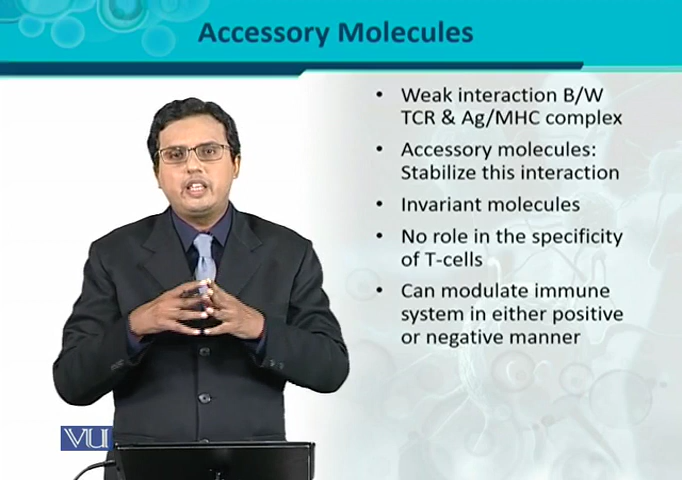 Accessory Molecules
• Weak interaction B/W
TCR & Ag/MHC complex
• Accessory molecules:
Stabilize this interaction
• Invariant molecules
• No role in the specificity
of T-cells
• Can modulate immune
system in either positive
or negative manner
VU